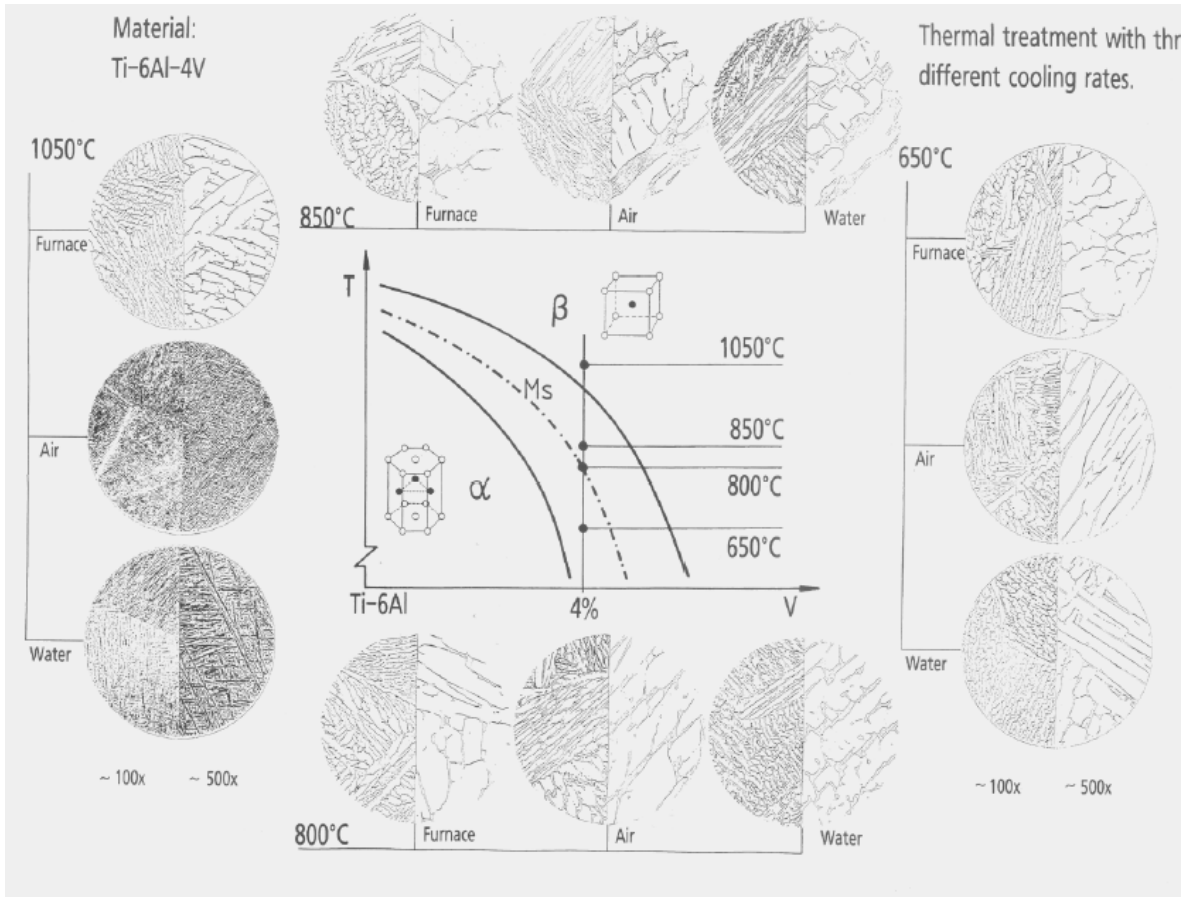 Material:
Ti-6Al-4V
Thermal treatment with thr
different cooling rates.
1050°C
Furnace
Air
Water
~ 100x ~ 500x
850°C
Furnace
Air
Water
650°C
Furnace
Air
Water
~ 100x ~ 500x
T
β
Ms
α
1050°C
850°C
800°C
650°C
Ti-6Al
4%
V
800°C
Furnace
Air
Water